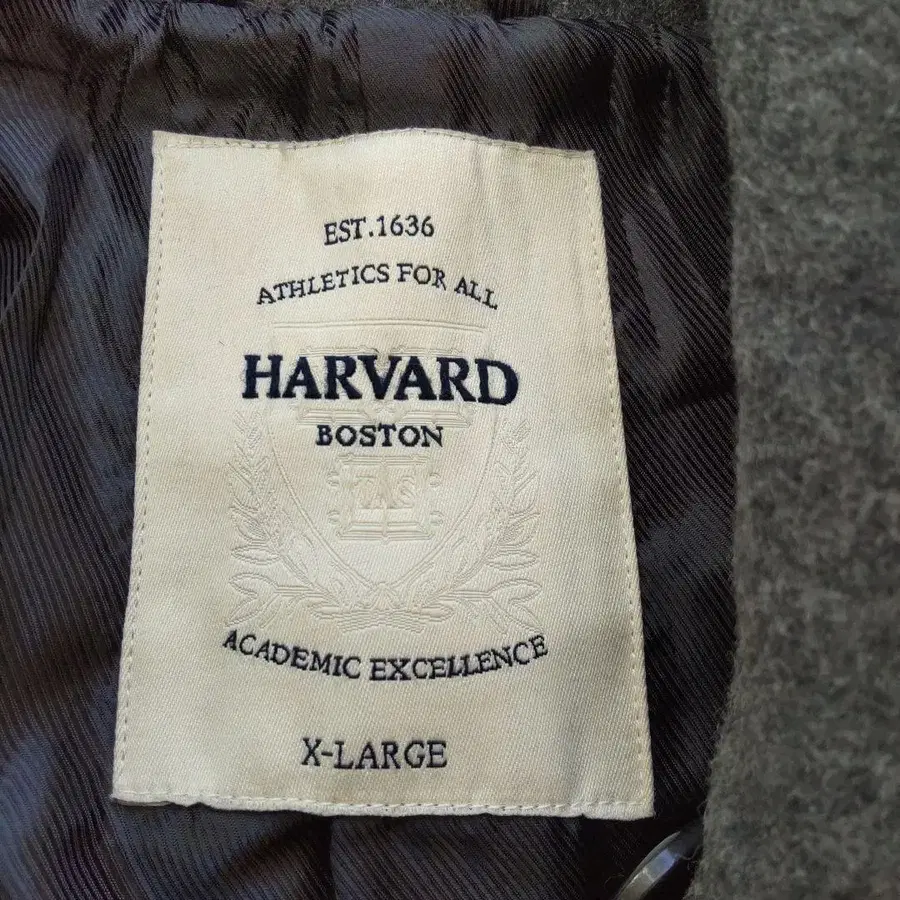 EST.1636
ATHLETICS FOR ALL
HARVARD
BOSTON
ACADEMIC EXCELLENCE
X-LARGE